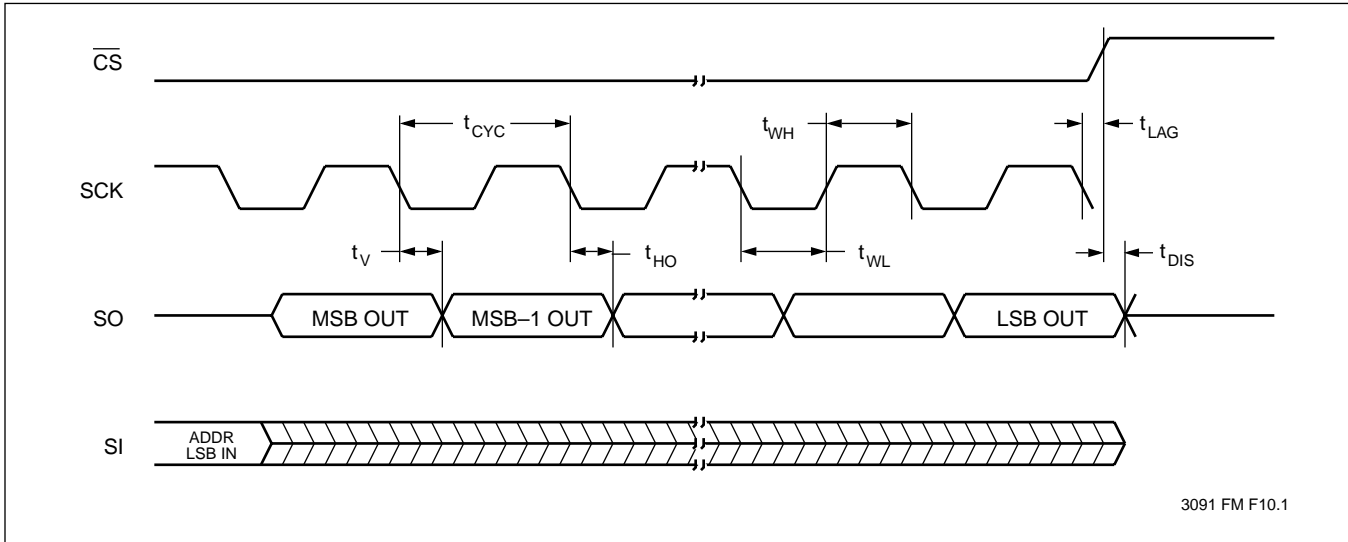 CS
tCYC
tWH
tLAG
SCK
tV
tHO
tWL
tDIS
SO
MSB OUT
MSB–1 OUT
LSB OUT
SI
ADDR
LSB IN
3091 FM F10.1